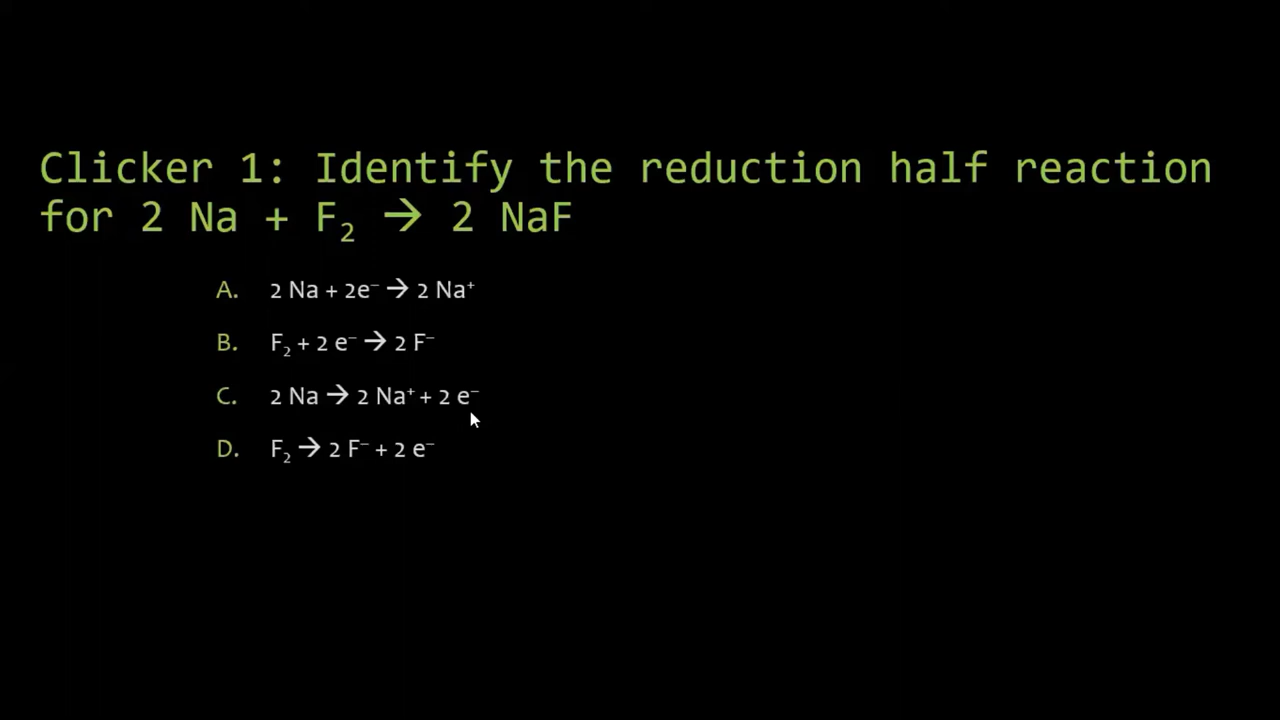 Clicker 1: Identify the reduction half reaction
for 2 Na + F₂ → 2 NaF
A. 2 Na + 2e⁻ → 2 Na⁺
B. F₂ + 2 e⁻ → 2 F⁻
C. 2 Na → 2 Na⁺ + 2 e⁻
D. F₂ → 2 F⁻ + 2 e⁻